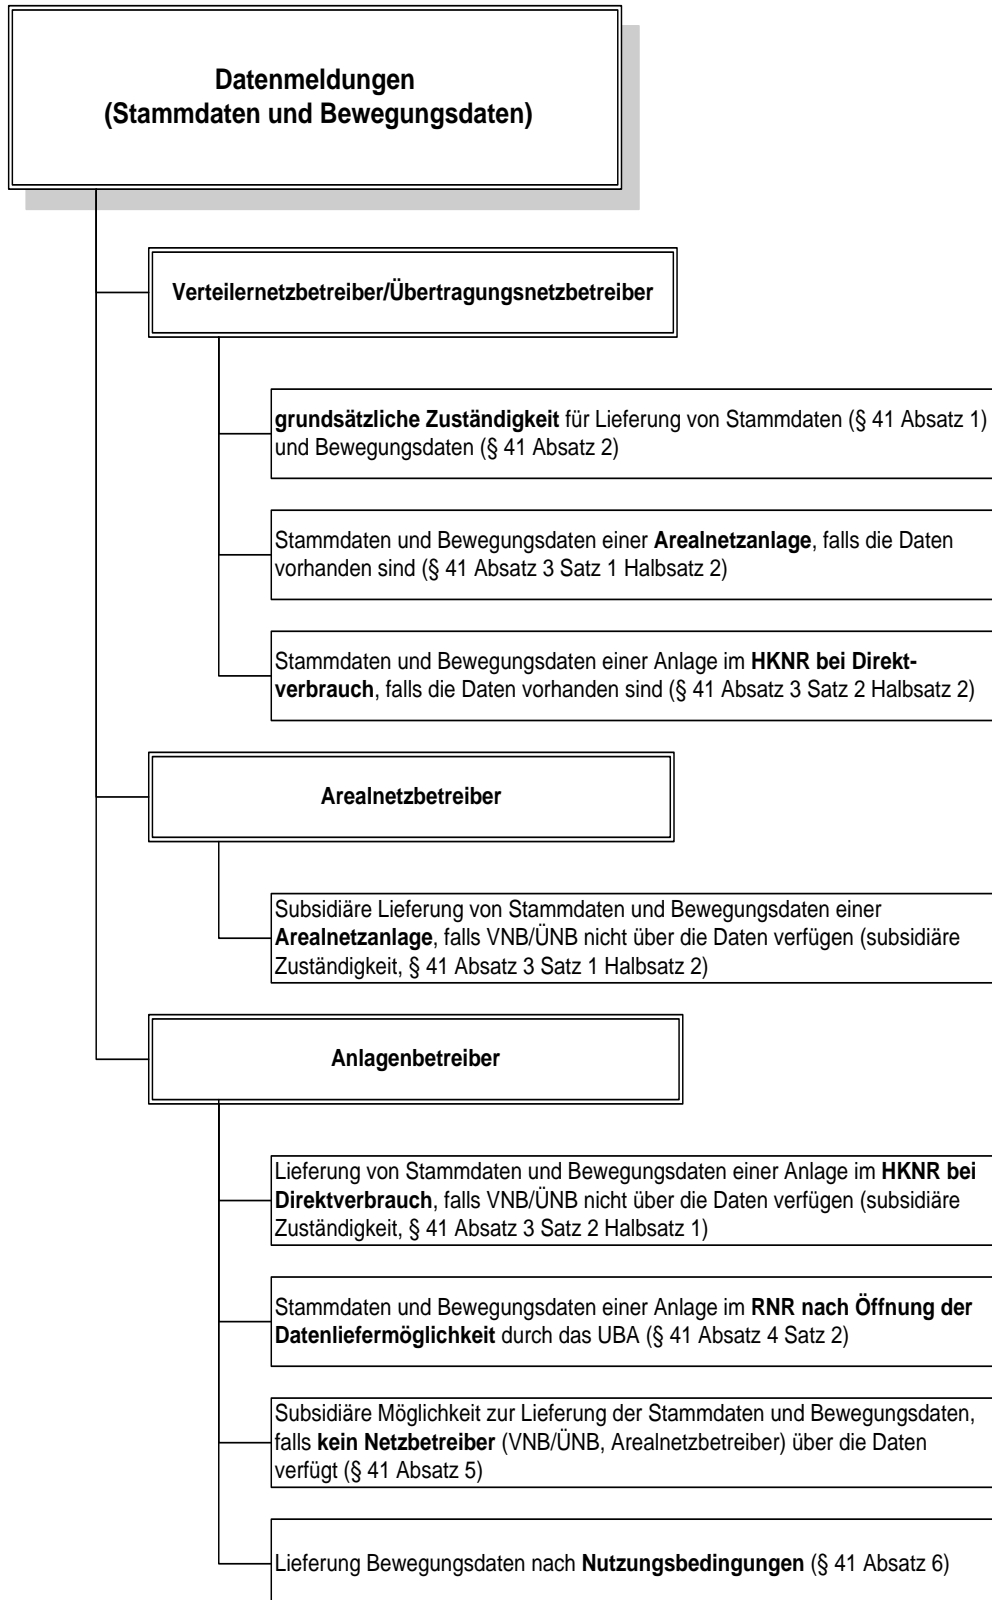 Datenmeldungen
(Stammdaten und Bewegungsdaten)
Verteilernetzbetreiber/Übertragungsnetzbetreiber
grundsätzliche Zuständigkeit für Lieferung von Stammdaten (§ 41 Absatz 1)
und Bewegungsdaten (§ 41 Absatz 2)
Stammdaten und Bewegungsdaten einer Arealnetzanlage, falls die Daten
vorhanden sind (§ 41 Absatz 3 Satz 1 Halbsatz 2)
Stammdaten und Bewegungsdaten einer Anlage im HKNR bei Direkt-
verbrauch, falls die Daten vorhanden sind (§ 41 Absatz 3 Satz 2 Halbsatz 2)
Arealnetzbetreiber
Subsidiäre Lieferung von Stammdaten und Bewegungsdaten einer
Arealnetzanlage, falls VNB/ÜNB nicht über die Daten verfügen (subsidiäre
Zuständigkeit, § 41 Absatz 3 Satz 1 Halbsatz 2)
Anlagenbetreiber
Lieferung von Stammdaten und Bewegungsdaten einer Anlage im HKNR bei
Direktverbrauch, falls VNB/ÜNB nicht über die Daten verfügen (subsidiäre
Zuständigkeit, § 41 Absatz 3 Satz 2 Halbsatz 1)
Stammdaten und Bewegungsdaten einer Anlage im RNR nach Öffnung der
Datenliefermöglichkeit durch das UBA (§ 41 Absatz 4 Satz 2)
Subsidiäre Möglichkeit zur Lieferung der Stammdaten und Bewegungsdaten,
falls kein Netzbetreiber (VNB/ÜNB, Arealnetzbetreiber) über die Daten
verfügt (§ 41 Absatz 5)
Lieferung Bewegungsdaten nach Nutzungsbedingungen (§ 41 Absatz 6)